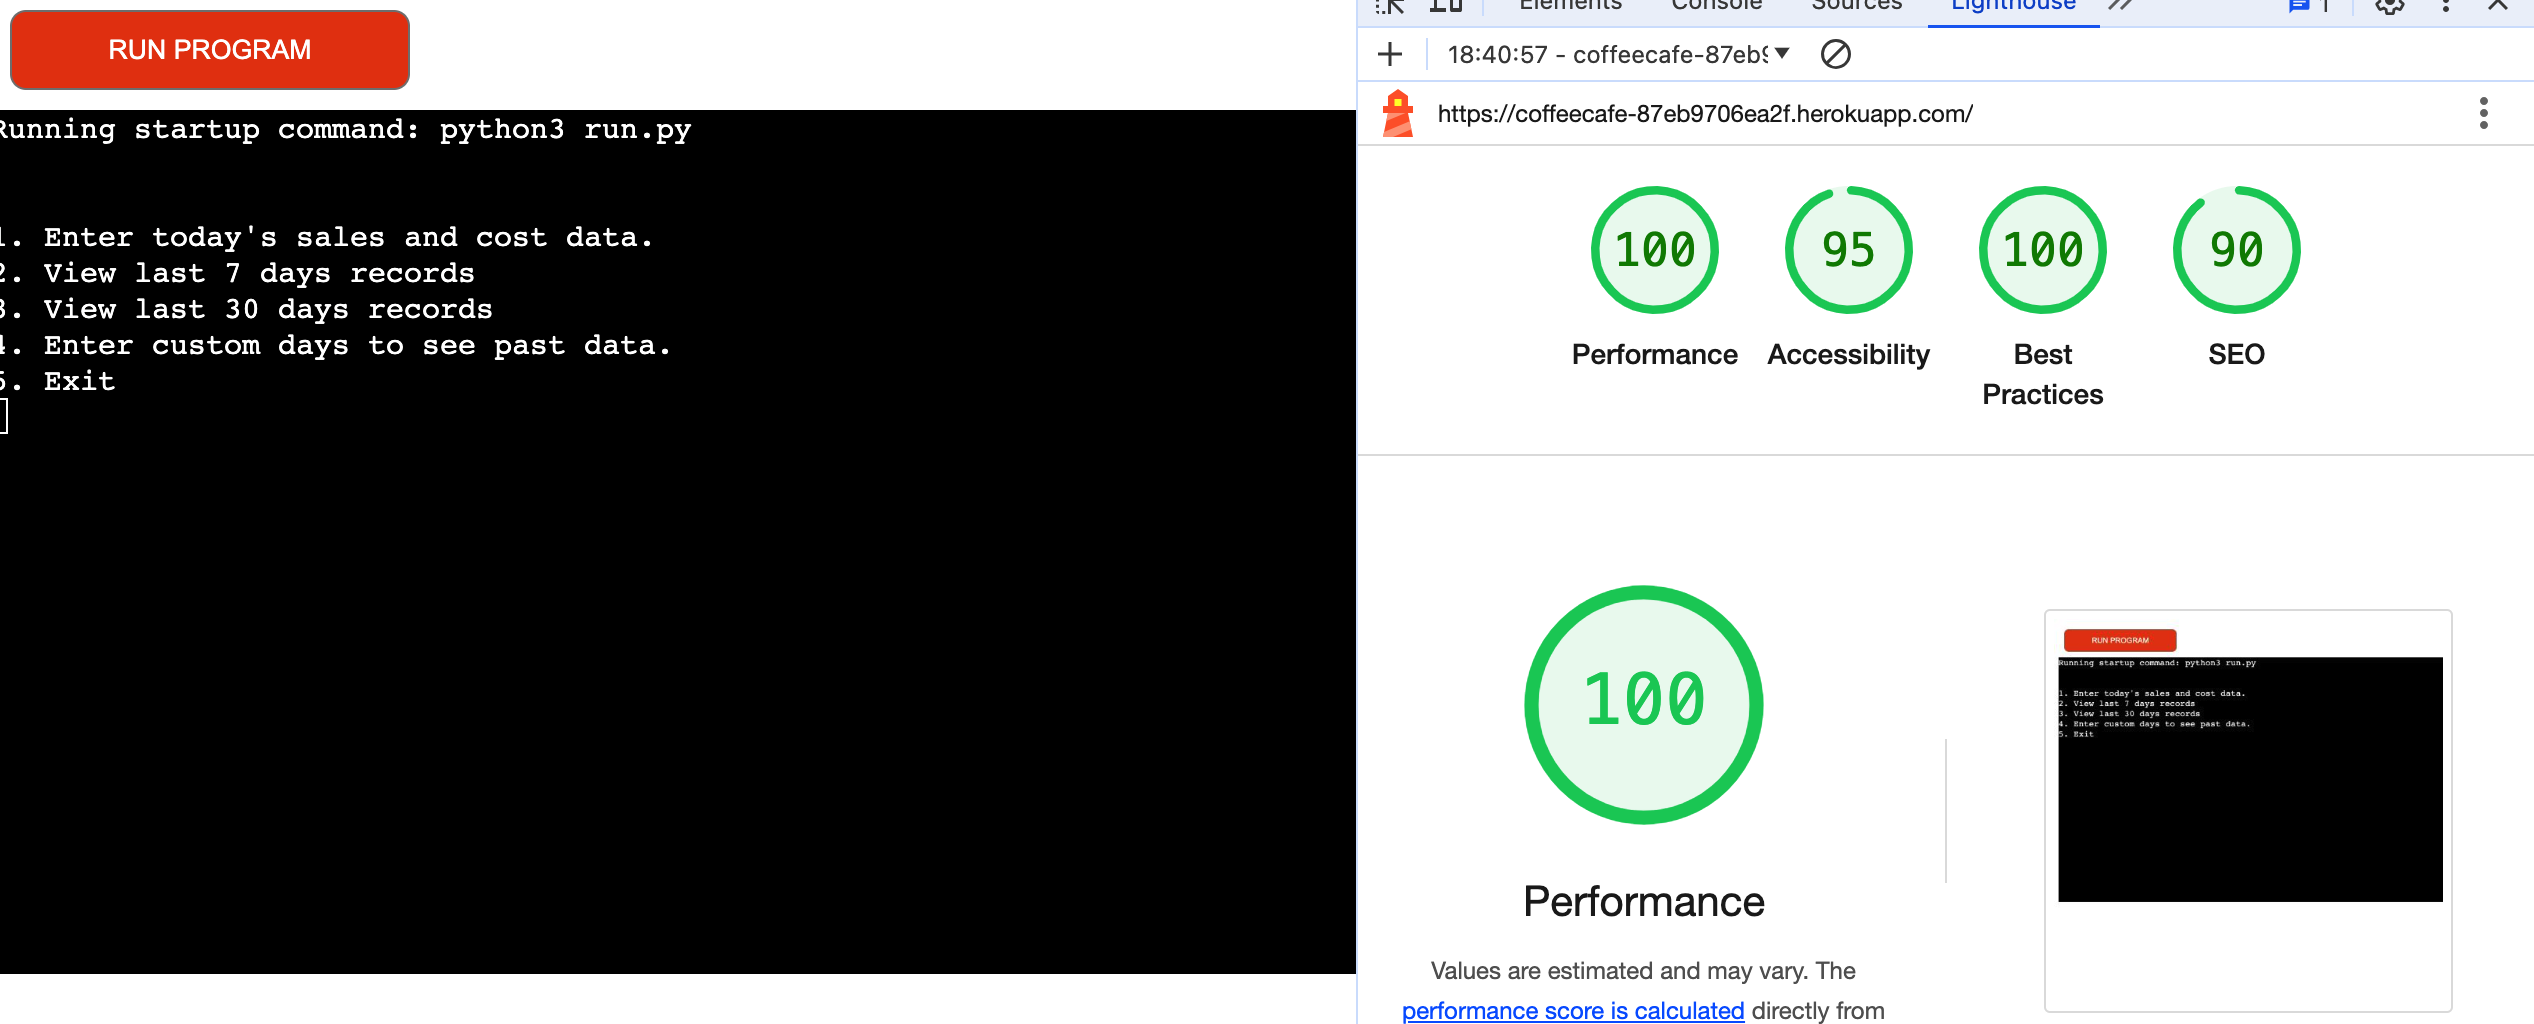 RUN PROGRAM
Running startup command: python3 run.py
1. Enter today's sales and cost data.
2. View last 7 days records
3. View last 30 days records
4. Enter custom days to see past data.
5. Exit
Elements Console Sources Lighthouse 1
18:40:57 - coffeecafe-87eb9
https://coffeecafe-87eb9706ea2f.herokuapp.com/
100 95 100 90
Performance Accessibility Best Practices SEO
100
Performance
Values are estimated and may vary. The
performance score is calculated directly from
RUN PROGRAM
Running startup command: python3 run.py
1. Enter today's sales and cost data.
2. View last 7 days records
3. View last 30 days records
4. Enter custom days to see past data.
5. Exit